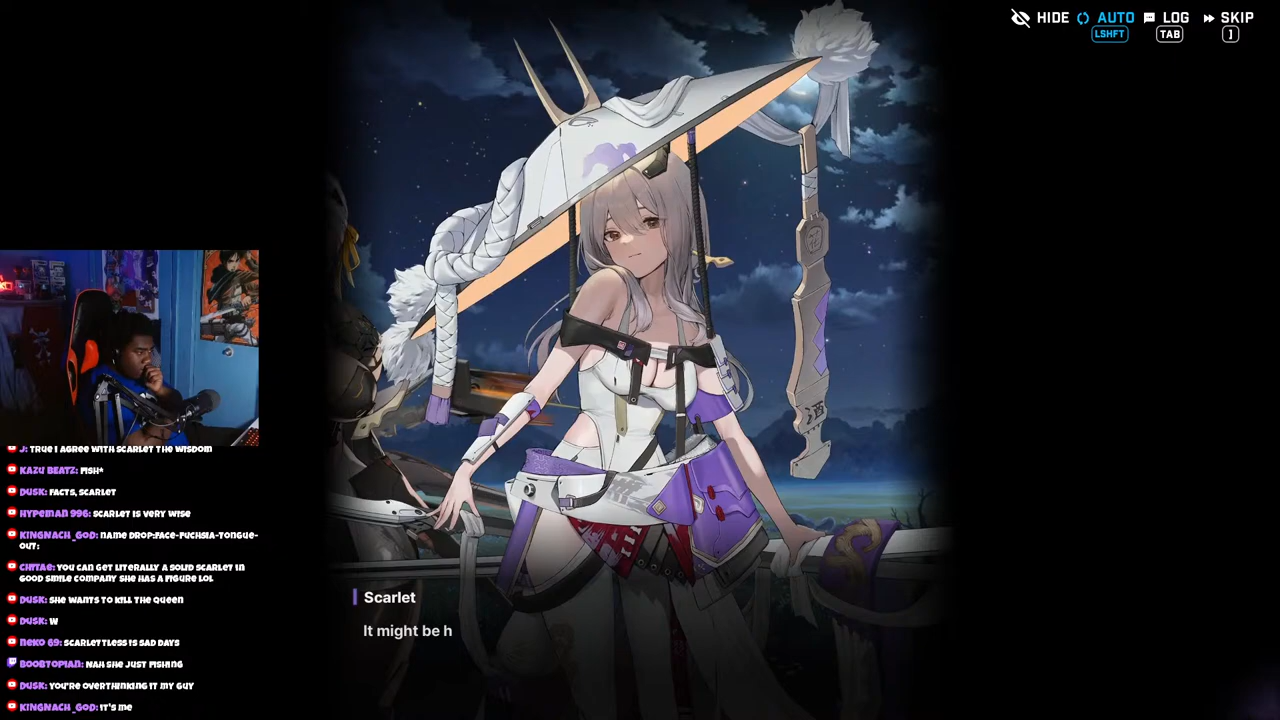 HIDE AUTO LOG SKIP
LSHFT TAB ]
花
酒
J: TRUE I AGREE WITH SCARLET THE WISDOM
KAZU BEATZ: FISH*
DUSK: FACTS, SCARLET
HYPEMAN 996: SCARLET IS VERY WISE
KINGNACH_GOD: NAME DROP:FACE-FUCHSIA-TONGUE-
OUT:
CHITAE: YOU CAN GET LITERALLY A SOLID SCARLET IN
GOOD SMILE COMPANY SHE HAS A FIGURE LOL
DUSK: SHE WANTS TO KILL THE QUEEN
DUSK: W
NEKO 69: SCARLETTLESS IS SAD DAYS
BOOBTOPIAN: NAH SHE JUST FISHING
DUSK: YOU'RE OVERTHINKING IT MY GUY
KINGNACH_GOD: IT'S ME
Scarlet
It might be h